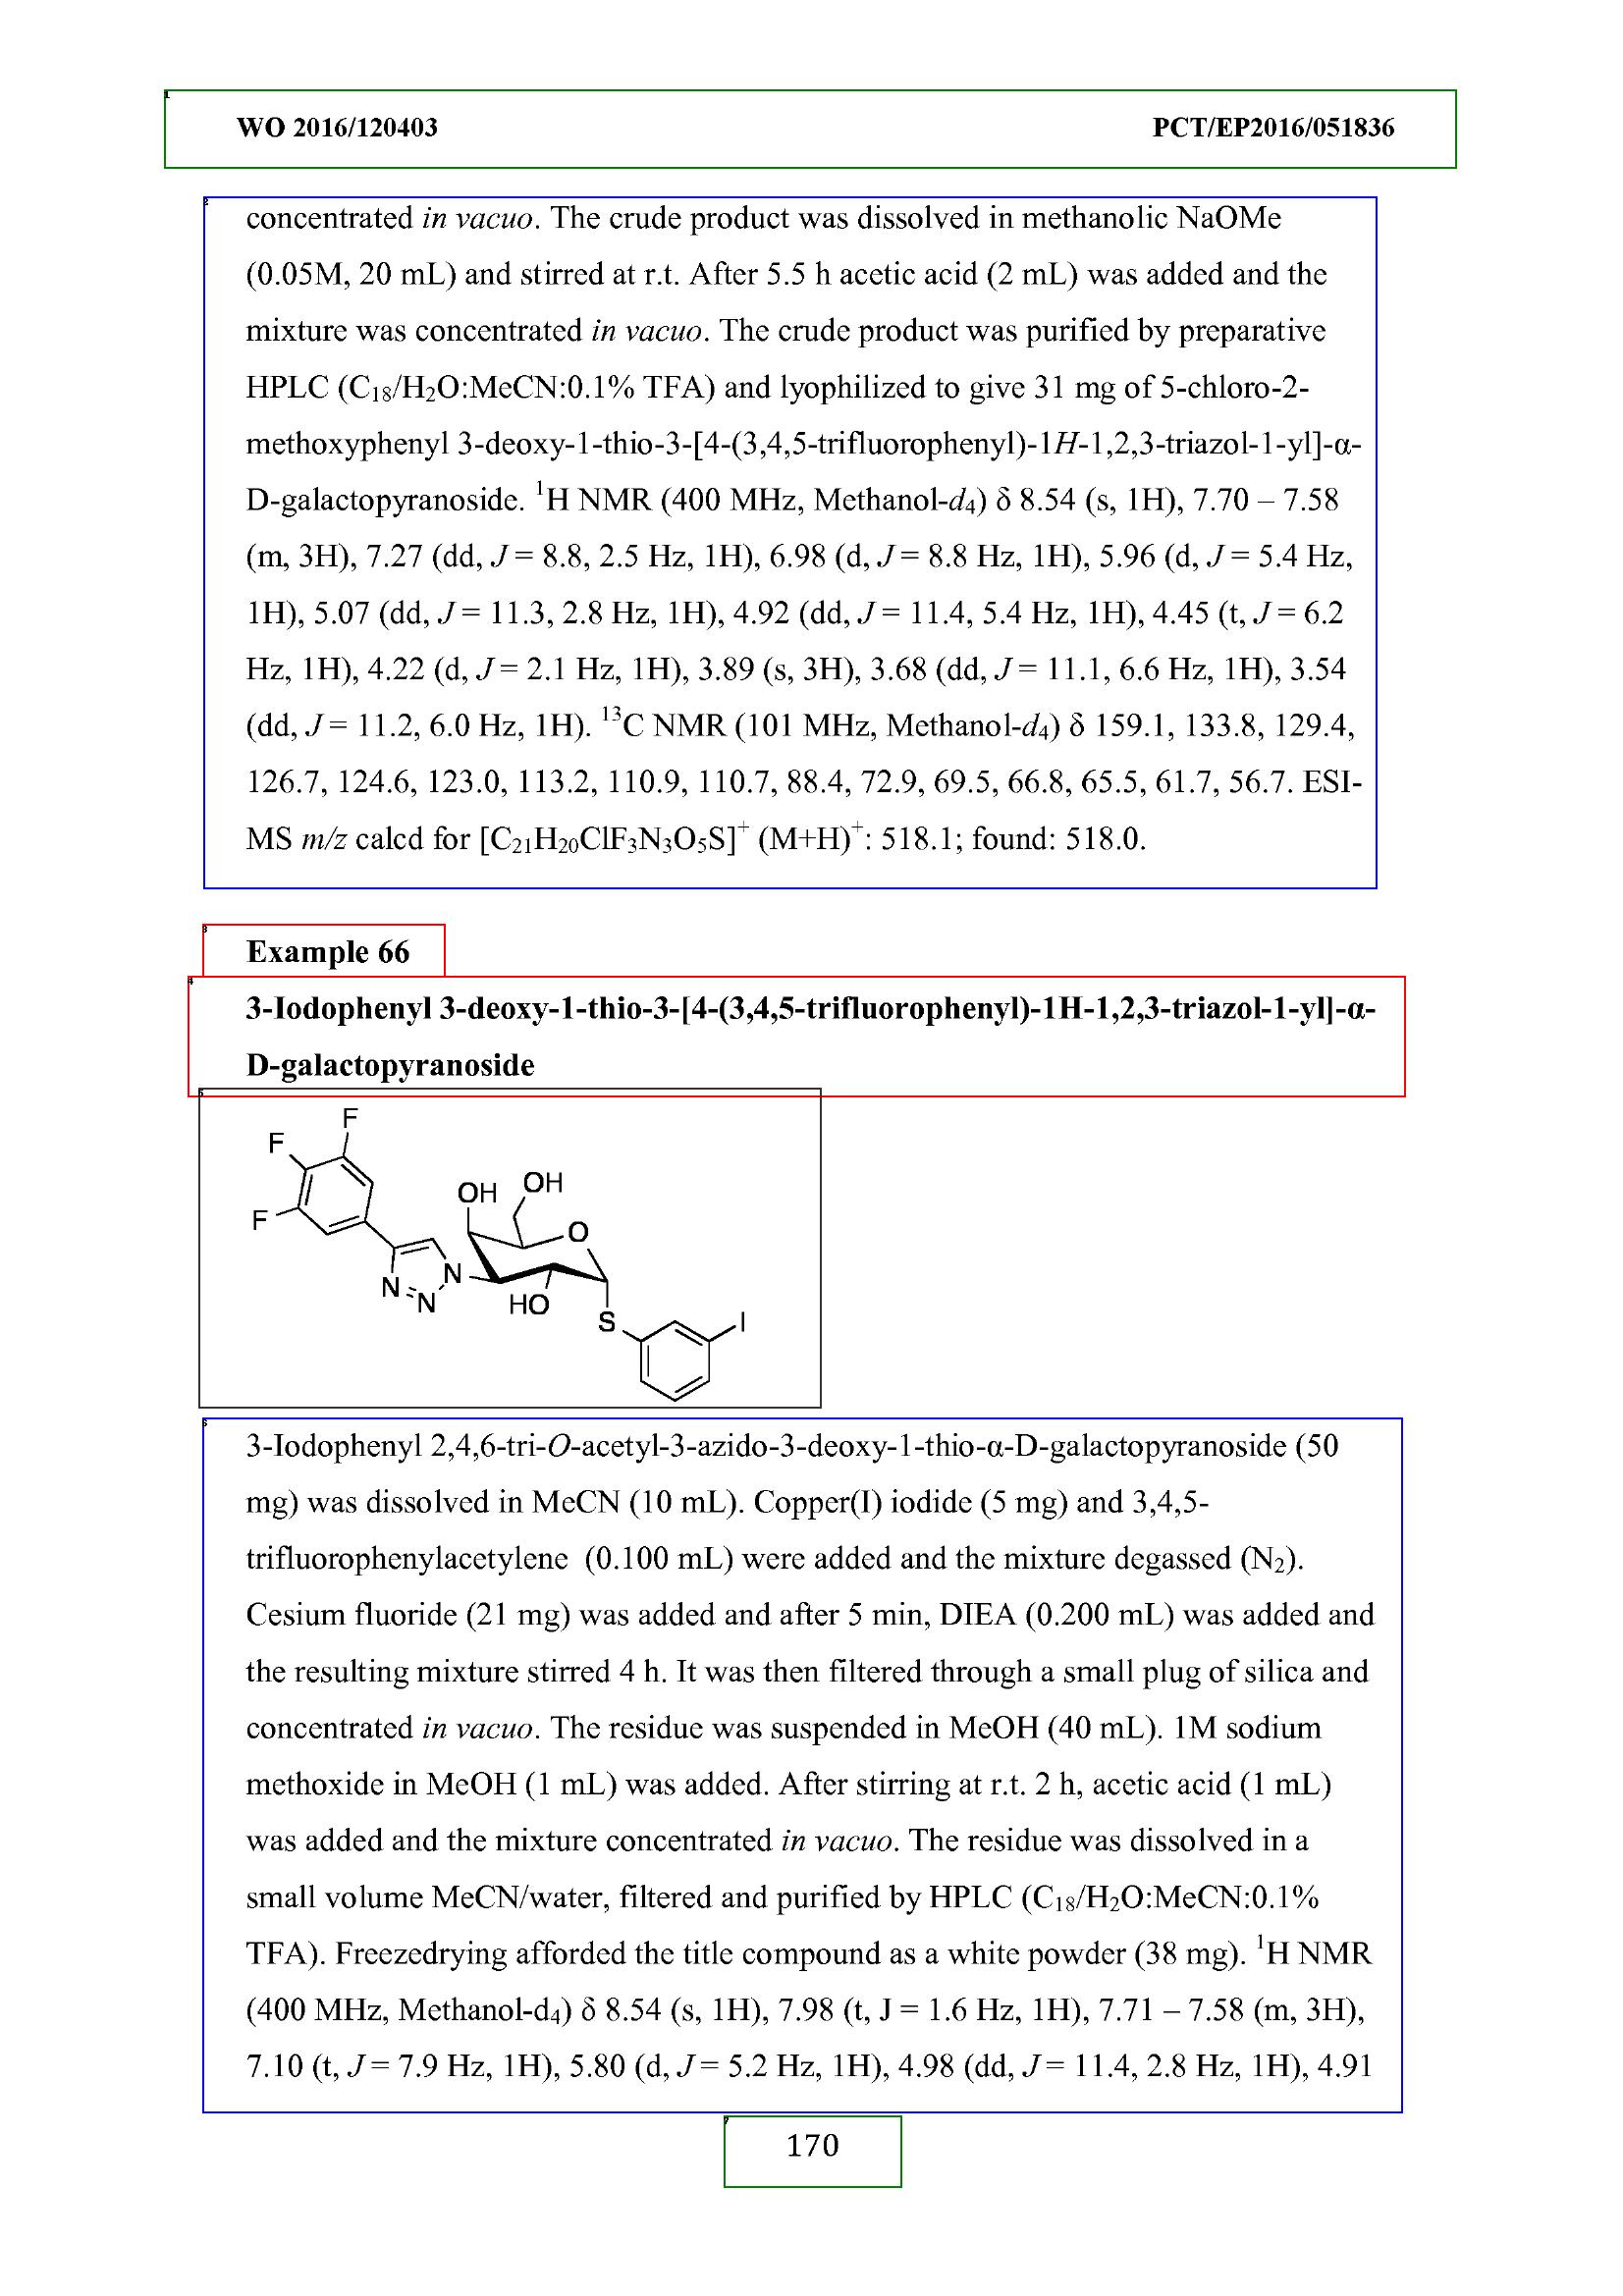 WO 2016/120403 PCT/EP2016/051836
concentrated in vacuo. The crude product was dissolved in methanolic NaOMe
(0.05M, 20 mL) and stirred at r.t. After 5.5 h acetic acid (2 mL) was added and the
mixture was concentrated in vacuo. The crude product was purified by preparative
HPLC (C₁₈/H₂O:MeCN:0.1% TFA) and lyophilized to give 31 mg of 5-chloro-2-
methoxyphenyl 3-deoxy-1-thio-3-[4-(3,4,5-trifluorophenyl)-1H-1,2,3-triazol-1-yl]-α-
D-galactopyranoside. ¹H NMR (400 MHz, Methanol-d₄) δ 8.54 (s, 1H), 7.70 – 7.58
(m, 3H), 7.27 (dd, J = 8.8, 2.5 Hz, 1H), 6.98 (d, J = 8.8 Hz, 1H), 5.96 (d, J = 5.4 Hz,
1H), 5.07 (dd, J = 11.3, 2.8 Hz, 1H), 4.92 (dd, J = 11.4, 5.4 Hz, 1H), 4.45 (t, J = 6.2
Hz, 1H), 4.22 (d, J = 2.1 Hz, 1H), 3.89 (s, 3H), 3.68 (dd, J = 11.1, 6.6 Hz, 1H), 3.54
(dd, J = 11.2, 6.0 Hz, 1H). ¹³C NMR (101 MHz, Methanol-d₄) δ 159.1, 133.8, 129.4,
126.7, 124.6, 123.0, 113.2, 110.9, 110.7, 88.4, 72.9, 69.5, 66.8, 65.5, 61.7, 56.7. ESI-
MS m/z calcd for [C₂₁H₂₀ClF₃N₃O₅S]⁺ (M+H)⁺: 518.1; found: 518.0.
Example 66
3-Iodophenyl 3-deoxy-1-thio-3-[4-(3,4,5-trifluorophenyl)-1H-1,2,3-triazol-1-yl]-α-
D-galactopyranoside
F
F
OH OH
F O
N N N HO
S I
3-Iodophenyl 2,4,6-tri-O-acetyl-3-azido-3-deoxy-1-thio-α-D-galactopyranoside (50
mg) was dissolved in MeCN (10 mL). Copper(I) iodide (5 mg) and 3,4,5-
trifluorophenylacetylene (0.100 mL) were added and the mixture degassed (N₂).
Cesium fluoride (21 mg) was added and after 5 min, DIEA (0.200 mL) was added and
the resulting mixture stirred 4 h. It was then filtered through a small plug of silica and
concentrated in vacuo. The residue was suspended in MeOH (40 mL). 1M sodium
methoxide in MeOH (1 mL) was added. After stirring at r.t. 2 h, acetic acid (1 mL)
was added and the mixture concentrated in vacuo. The residue was dissolved in a
small volume MeCN/water, filtered and purified by HPLC (C₁₈/H₂O:MeCN:0.1%
TFA). Freezedrying afforded the title compound as a white powder (38 mg). ¹H NMR
(400 MHz, Methanol-d₄) δ 8.54 (s, 1H), 7.98 (t, J = 1.6 Hz, 1H), 7.71 – 7.58 (m, 3H),
7.10 (t, J = 7.9 Hz, 1H), 5.80 (d, J = 5.2 Hz, 1H), 4.98 (dd, J = 11.4, 2.8 Hz, 1H), 4.91
170